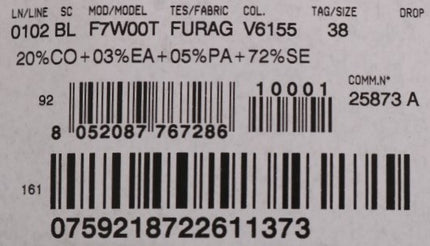 LN/LINE SC MOD/MODEL TES/FABRIC COL. TAG/SIZE DROP
0102 BL F7W00T FURAG V6155 38
20%CO+03%EA+05%PA+72%SE
COMM.N°
10001
92 25873 A
8 052087 767286
161
0759218722611373